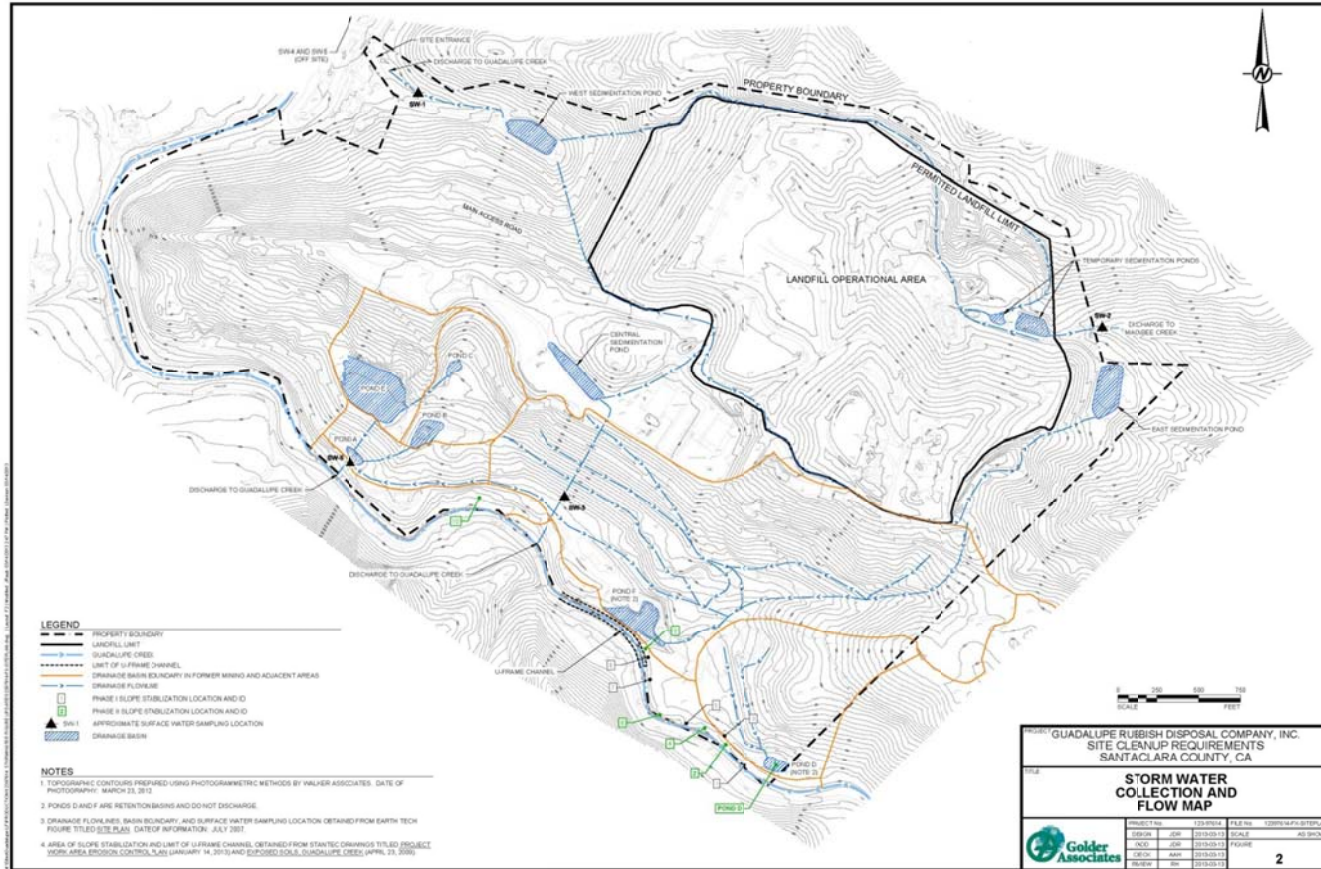 SW-4 AND SW-5
(OFF SITE)
SITE ENTRANCE
DISCHARGE TO GUADALUPE CREEK
SW-1
WEST SEDIMENTATION POND
PROPERTY BOUNDARY
PERMITTED LANDFILL LIMIT
N
MAIN ACCESS ROAD
LANDFILL OPERATIONAL AREA
TEMPORARY SEDIMENTATION PONDS
SW-2
CENTRAL
SEDIMENTATION
POND
POND C
POND E
POND B
POND A
EAST SEDIMENTATION POND
DISCHARGE TO GUADALUPE CREEK
SW-3
DISCHARGE TO GUADALUPE CREEK
POND F
(NOTE 2)
U-FRAME CHANNEL
POND D
(NOTE 2)
POND D
LEGEND
PROPERTY BOUNDARY
LANDFILL LIMIT
GUADALUPE CREEK
LIMIT OF U-FRAME CHANNEL
DRAINAGE BASIN BOUNDARY IN FORMER MINING AND ADJACENT AREAS
DRAINAGE FLOWLINE
1 PHASE I SLOPE STABILIZATION LOCATION AND ID
2 PHASE II SLOPE STABILIZATION LOCATION AND ID
SW-1 APPROXIMATE SURFACE WATER SAMPLING LOCATION
DRAINAGE BASIN
NOTES
1. TOPOGRAPHIC CONTOURS PREPARED USING PHOTOGRAMMETRIC METHODS BY WALKER ASSOCIATES. DATE OF
PHOTOGRAPHY: MARCH 23, 2012
2. PONDS D AND F ARE RETENTION BASINS AND DO NOT DISCHARGE.
3. DRAINAGE FLOWLINES, BASIN BOUNDARY, AND SURFACE WATER SAMPLING LOCATION OBTAINED FROM EARTH TECH
FIGURE TITLED SITE PLAN. DATE OF INFORMATION: JULY 2007.
4. AREA OF SLOPE STABILIZATION AND LIMIT OF U-FRAME CHANNEL OBTAINED FROM STANTEC DRAWINGS TITLED PROJECT
WORK AREA EROSION CONTROL PLAN (JANUARY 14, 2013) AND EXPOSED SOILS, GUADALUPE CREEK
0 250 500 750
SCALE FEET
PROJECT GUADALUPE RUBBISH DISPOSAL COMPANY, INC.
SITE CLEANUP REQUIREMENTS
SANTA CLARA COUNTY, CA
TITLE
STORM WATER
COLLECTION AND
FLOW MAP
Golder
Associates
PROJECT No. FILE No.
DESIGN JDR 2013-03-13 SCALE AS SHOWN
CADD JDR 2013-03-13 FIGURE
CHECK AAH 2013-03-13
REVIEW RH 2013-03-13
2